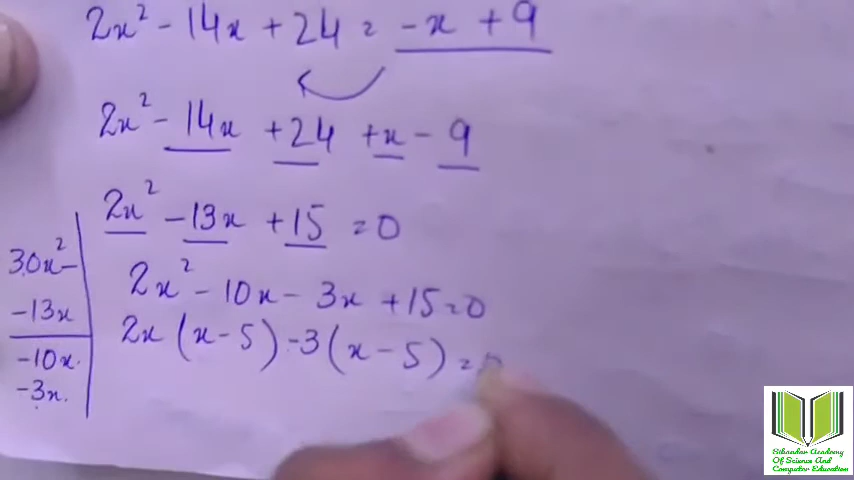 2x² - 14x + 24 = -x + 9
2x² - 14x + 24 + x - 9
2x² - 13x + 15 = 0
30x²
-13x
-10x
-3x
2x² - 10x - 3x + 15 = 0
2x (x - 5) - 3 (x - 5) = 0
Sikandar Academy
Of Science And
Computer Education